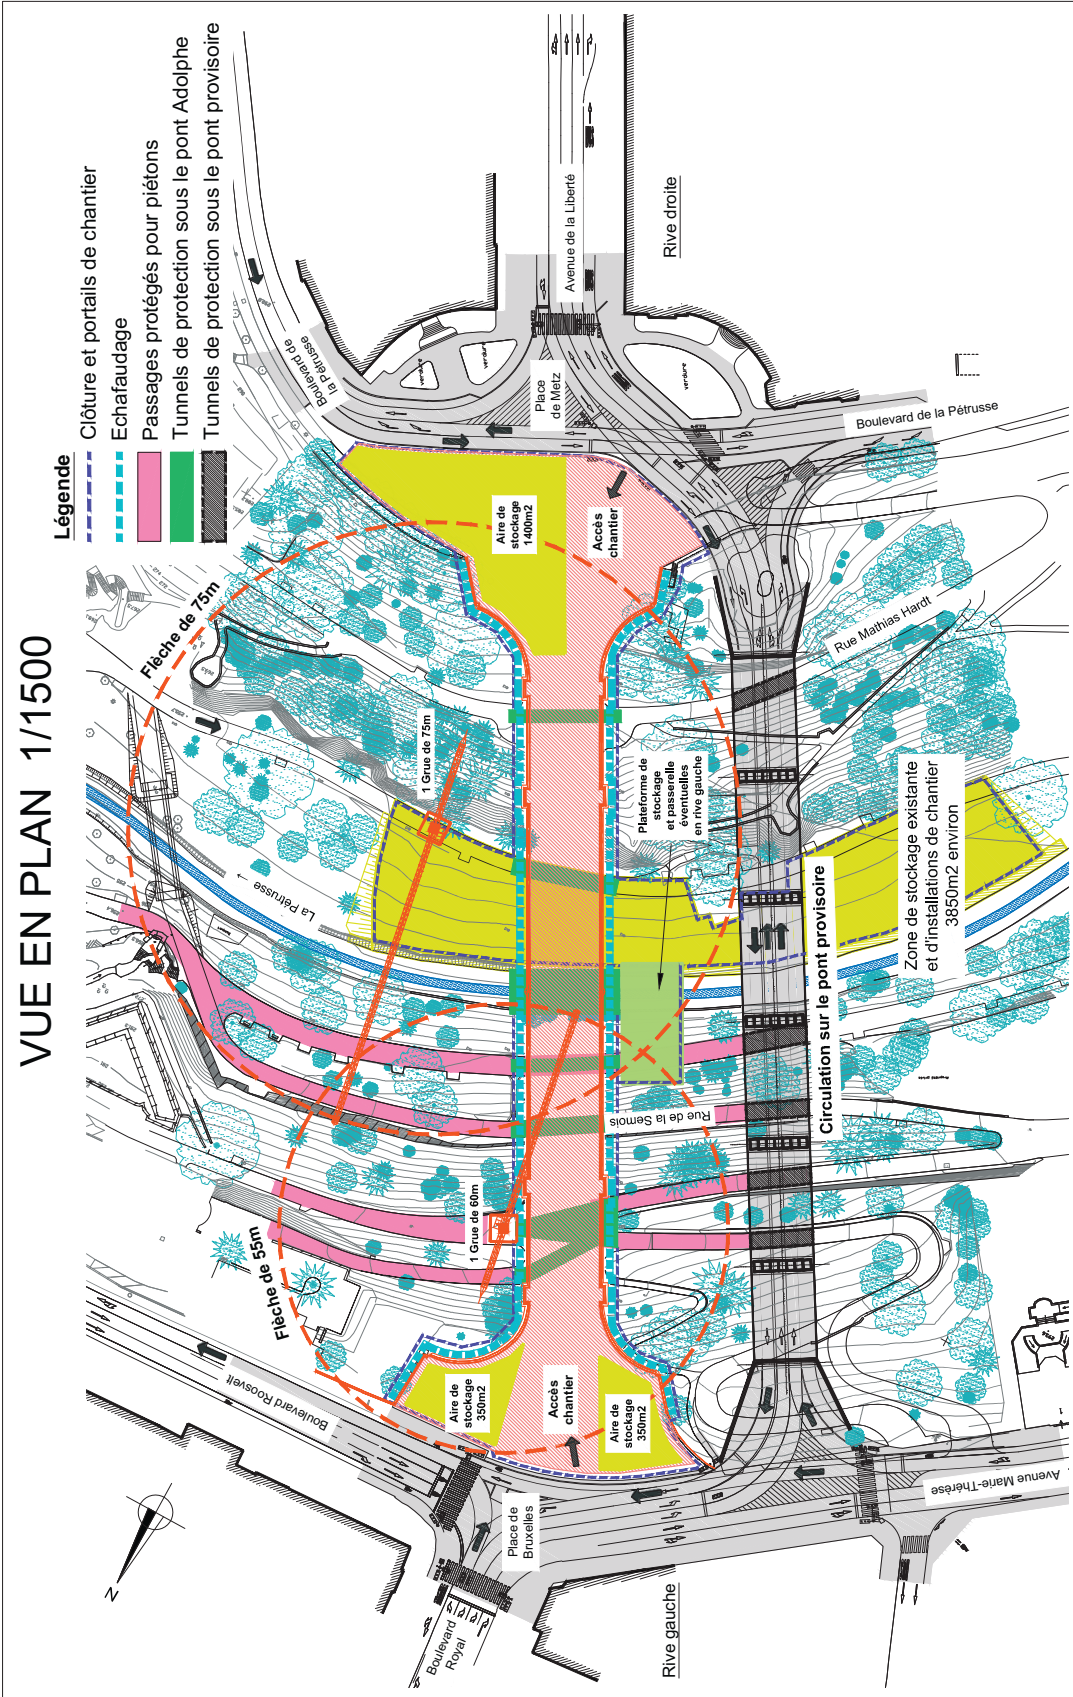 VUE EN PLAN 1/1500
Légende
Clôture et portails de chantier
Echafaudage
Passages protégés pour piétons
Tunnels de protection sous le pont Adolphe
Tunnels de protection sous le pont provisoire
Flèche de 75m
Flèche de 55m
1 Grue de 75m
1 Grue de 60m
La Pétrusse
Boulevard Roosvelt
Boulevard de
la Pétrusse
Aire de
stockage
350m2
Accès
chantier
Aire de
stockage
350m2
Aire de
stockage
1400m2
Accès
chantier
Plateforme de
stockage
et passerelle
éventuelles
en rive gauche
Rue de la Semois
Circulation sur le pont provisoire
Zone de stockage existante
et d'installations de chantier
3850m2 environ
Rue Mathias Hardt
Boulevard de la Pétrusse
Place
de Metz
verdure
verdure
verdure
Avenue de la Liberté
Rive droite
Place de
Bruxelles
Boulevard
Royal
Rive gauche
Avenue Marie-Thérèse
N